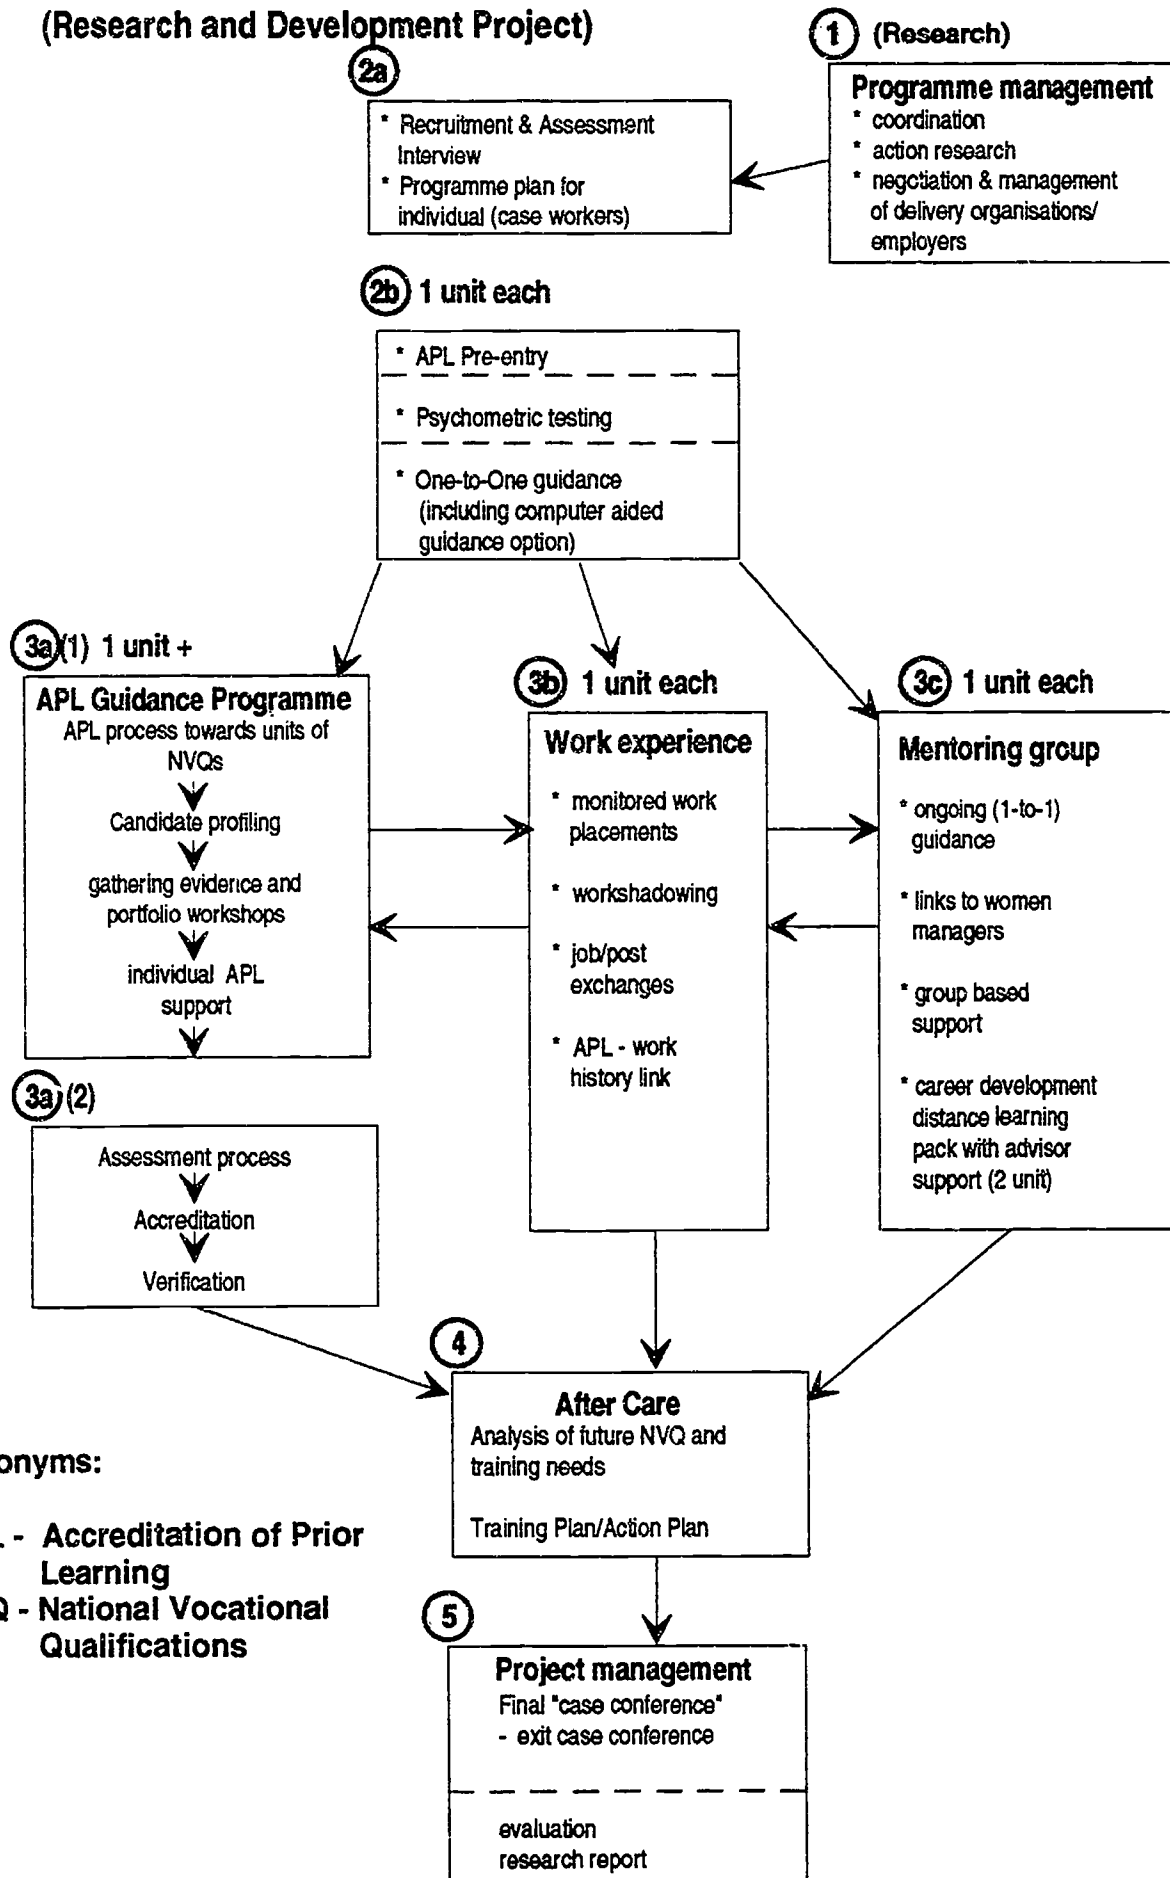 (Research and Development Project)
1 (Research)
Programme management
* coordination
* action research
* negotiation & management
of delivery organisations/
employers
2a
* Recruitment & Assessment
Interview
* Programme plan for
individual (case workers)
2b 1 unit each
* APL Pre-entry
* Psychometric testing
* One-to-One guidance
(including computer aided
guidance option)
3a (1) 1 unit +
APL Guidance Programme
APL process towards units of
NVQs
Candidate profiling
gathering evidence and
portfolio workshops
individual APL
support
3b 1 unit each
Work experience
* monitored work
placements
* workshadowing
* job/post
exchanges
* APL - work
history link
3c 1 unit each
Mentoring group
* ongoing (1-to-1)
guidance
* links to women
managers
* group based
support
* career development
distance learning
pack with advisor
support (2 unit)
3a (2)
Assessment process
Accreditation
Verification
4
After Care
Analysis of future NVQ and
training needs
Training Plan/Action Plan
onyms:
- Accreditation of Prior
Learning
Q - National Vocational
Qualifications
5
Project management
Final "case conference"
- exit case conference
evaluation
research report